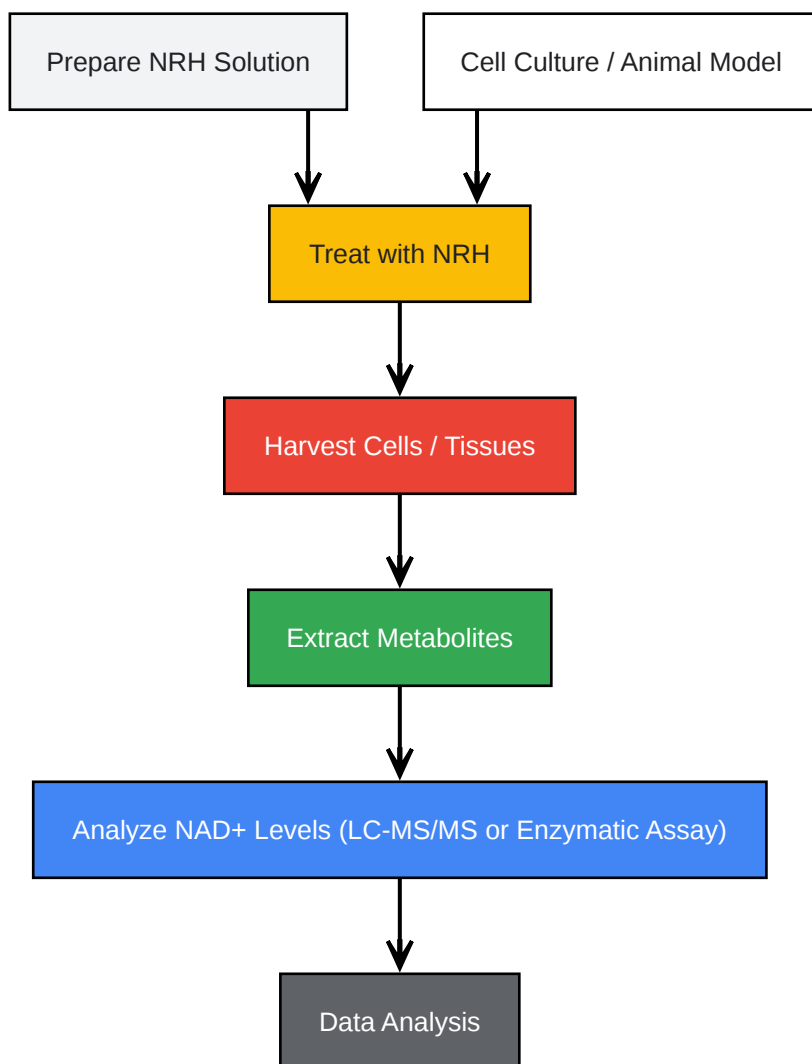 Prepare NRH Solution
Cell Culture / Animal Model
Treat with NRH
Harvest Cells / Tissues
Extract Metabolites
Analyze NAD+ Levels (LC-MS/MS or Enzymatic Assay)
Data Analysis